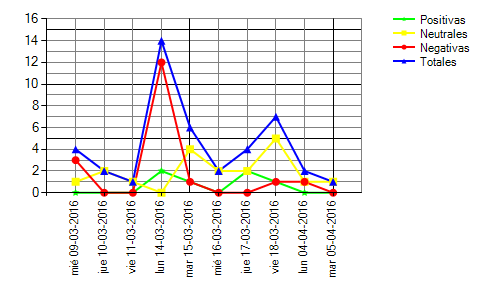 16
14
12
10
8
6
4
2
0
mié 09-03-2016
jue 10-03-2016
vie 11-03-2016
lun 14-03-2016
mar 15-03-2016
mié 16-03-2016
jue 17-03-2016
vie 18-03-2016
lun 04-04-2016
mar 05-04-2016
Positivas
Neutrales
Negativas
Totales